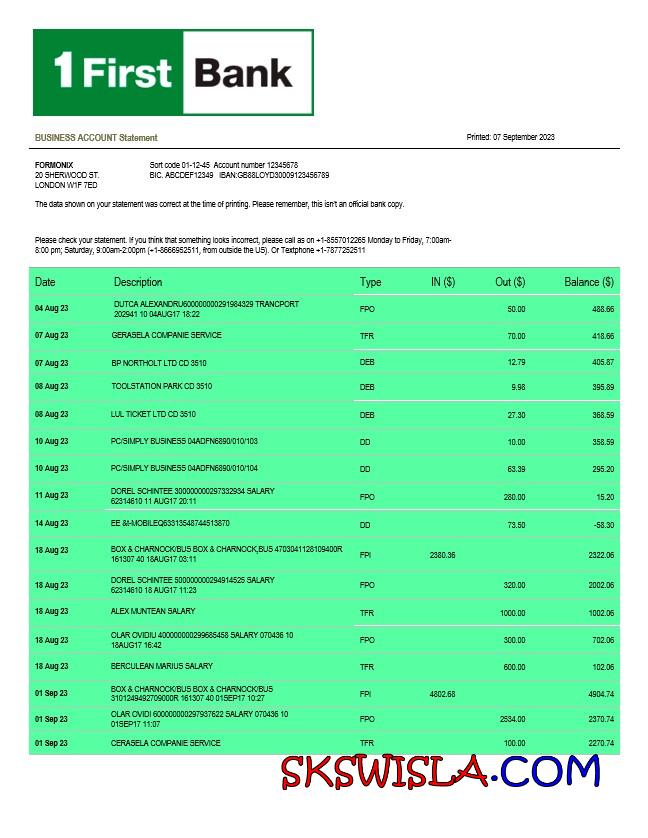 1 First Bank
BUSINESS ACCOUNT Statement Printed: 07 September 2023
FORMONIX Sort code 01-12-45 Account number 12345678
20 SHERWOOD ST. BIC. ABCDEF12349 IBAN:GB88LOYD30009123456789
LONDON W1F 7ED
The data shown on your statement was correct at the time of printing. Please remember, this isn't an official bank copy.
Please check your statement. If you think that something looks incorrect, please call as on +1-8557012265 Monday to Friday, 7:00am-
8:00 pm; Saturday, 9:00am-2:00pm (+1-8666952511, from outside the US). Or Textphone +1-7877252511
Date Description Type IN ($) Out ($) Balance ($)
04 Aug 23 DUTCA ALEXANDRU600000000291984329 TRANCPORT FPO 50.00 488.66
202941 10 04AUG17 18:22
07 Aug 23 GERASELA COMPANIE SERVICE TFR 70.00 418.66
07 Aug 23 BP NORTHOLT LTD CD 3510 DEB 12.79 405.87
08 Aug 23 TOOLSTATION PARK CD 3510 DEB 9.98 395.89
08 Aug 23 LUL TICKET LTD CD 3510 DEB 27.30 368.59
10 Aug 23 PC/SIMPLY BUSINESS 04ADFN6890/010/103 DD 10.00 358.59
10 Aug 23 PC/SIMPLY BUSINESS 04ADFN6890/010/104 DD 63.39 295.20
11 Aug 23 DOREL SCHINTEE 300000000297332934 SALARY FPO 280.00 15.20
62314610 11 AUG17 20:11
14 Aug 23 EE &t-MOBILEQ63313548744513870 DD 73.50 -58.30
18 Aug 23 BOX & CHARNOCK/BUS BOX & CHARNOCK,BUS 4703041128109400R FPI 2380.36 2322.06
161307 40 18AUG17 03:11
18 Aug 23 DOREL SCHINTEE 500000000294914525 SALARY FPO 320.00 2002.06
62314610 18 AUG17 11:23
18 Aug 23 ALEX MUNTEAN SALARY TFR 1000.00 1002.06
18 Aug 23 OLAR OVIDIU 400000000299685458 SALARY 070436 10 FPO 300.00 702.06
18AUG17 16:42
18 Aug 23 BERCULEAN MARIUS SALARY TFR 600.00 102.06
01 Sep 23 BOX & CHARNOCK/BUS BOX & CHARNOCK/BUS FPI 4802.68 4904.74
3101249492709000R 161307 40 01SEP17 10:27
01 Sep 23 OLAR OVIDI 600000000297937622 SALARY 070436 10 FPO 2534.00 2370.74
01SEP17 11:07
01 Sep 23 CERASELA COMPANIE SERVICE TFR 100.00 2270.74
SKSWISLA.COM